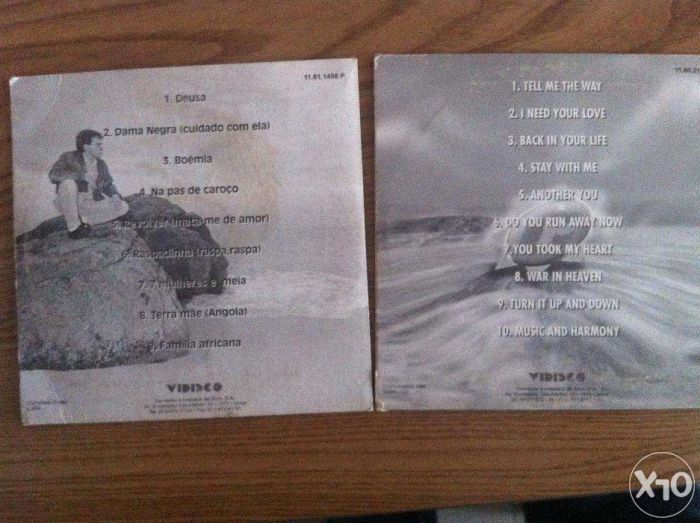 11.81.1458 P
1. Deusa
2. Dama Negra (cuidado com ela)
3. Boémia
4. Na pas de caroço
5. Revolver (mata-me de amor)
6. Raspadinha (raspa,raspa)
7. 7 mulheres e meia
8. Terra mãe (Angola)
9. Família africana
VIDISCO
11.80.21
1. TELL ME THE WAY
2. I NEED YOUR LOVE
3. BACK IN YOUR LIFE
4. STAY WITH ME
5. ANOTHER YOU
6. DO YOU RUN AWAY NOW
7. YOU TOOK MY HEART
8. WAR IN HEAVEN
9. TURN IT UP AND DOWN
10. MUSIC AND HARMONY
VIDISCO
OLX